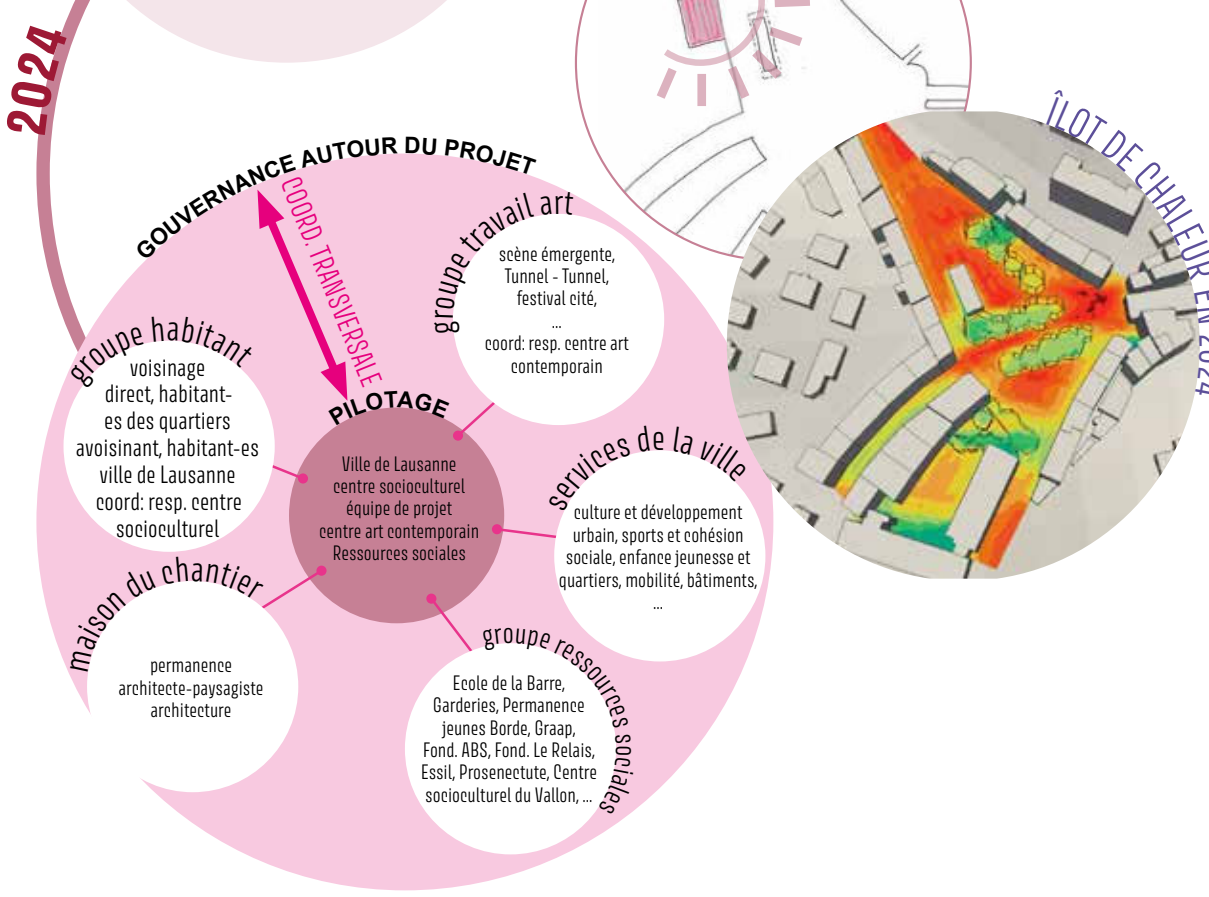 2024
GOUVERNANCE AUTOUR DU PROJET
COORD. TRANSVERSALE
groupe travail art
scène émergente,
Tunnel - Tunnel,
festival cité,
...
coord: resp. centre art
contemporain
groupe habitant
voisinage
direct, habitant-
es des quartiers
avoisinant, habitant-es
ville de Lausanne
coord: resp. centre
socioculturel
PILOTAGE
Ville de Lausanne
centre socioculturel
équipe de projet
centre art contemporain
Ressources sociales
services de la ville
culture et développement
urbain, sports et cohésion
sociale, enfance jeunesse et
quartiers, mobilité, bâtiments,
...
maison du chantier
permanence
architecte-paysagiste
architecture
groupe ressources sociales
Ecole de la Barre,
Garderies, Permanence
jeunes Borde, Graap,
Fond. ABS, Fond. Le Relais,
Essil, Prosenectute, Centre
socioculturel du Vallon, ...
ÎLOT DE CHALEUR EN 2024